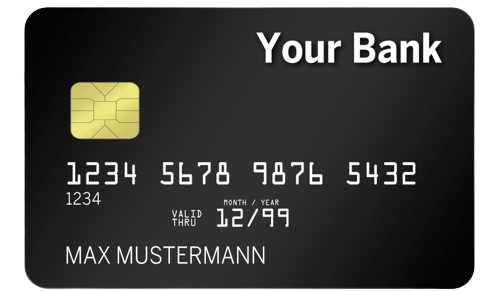 Your Bank
1234 5678 9876 5432
1234
MONTH / YEAR
VALID THRU 12/99
MAX MUSTERMANN